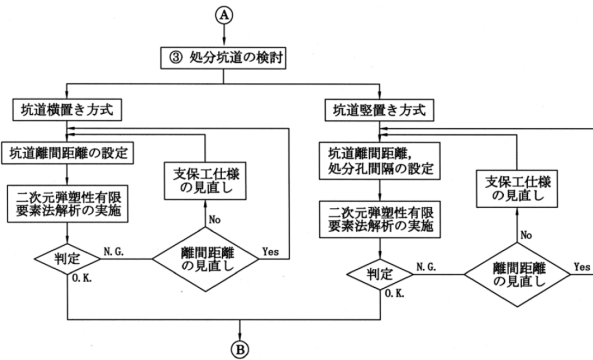 A
③ 処分坑道の検討
坑道横置き方式
坑道離間距離の設定
二次元弾塑性有限
要素法解析の実施
判定
N.G.
O.K.
支保工仕様
の見直し
No
離間距離
の見直し
Yes
坑道竪置き方式
坑道離間距離,
処分孔間隔の設定
二次元弾塑性有限
要素法解析の実施
判定
N.G.
O.K.
支保工仕様
の見直し
No
離間距離
の見直し
Yes
B